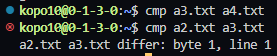 kopo10@0-1-3-0:~$ cmp a3.txt a4.txt
kopo10@0-1-3-0:~$ cmp a2.txt a3.txt
a2.txt a3.txt differ: byte 1, line 1